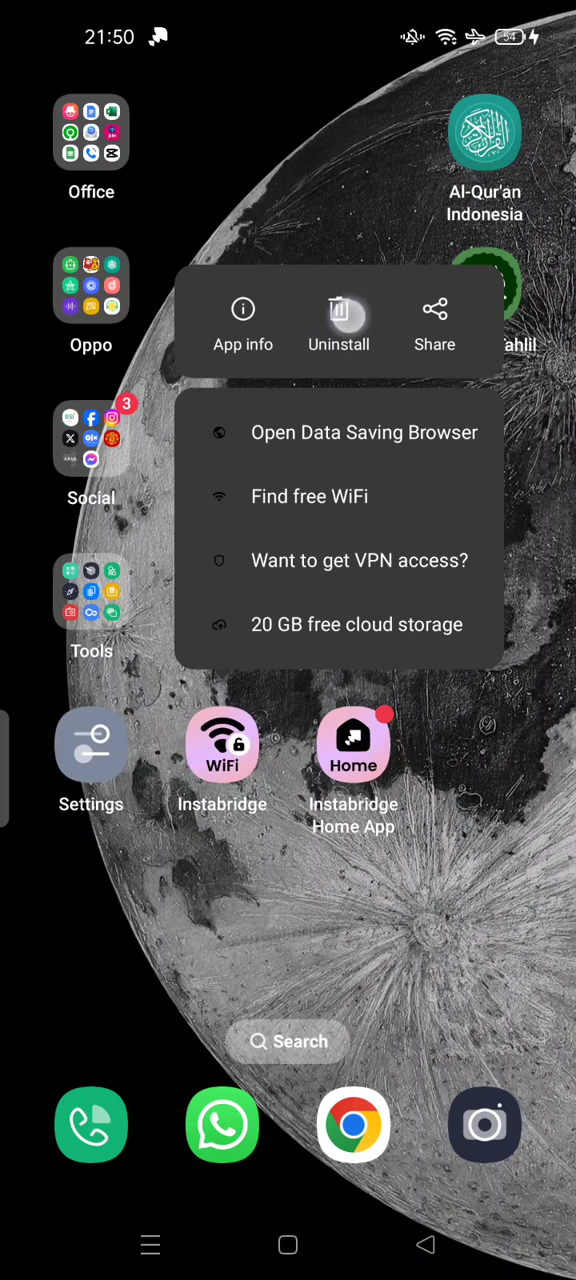 21:50
54
Office
Al-Qur'an
Indonesia
App info
Uninstall
Share
Oppo
ahlil
3
Open Data Saving Browser
Find free WiFi
Social
Want to get VPN access?
20 GB free cloud storage
Tools
WiFi
Home
Settings
Instabridge
Instabridge
Home App
Search